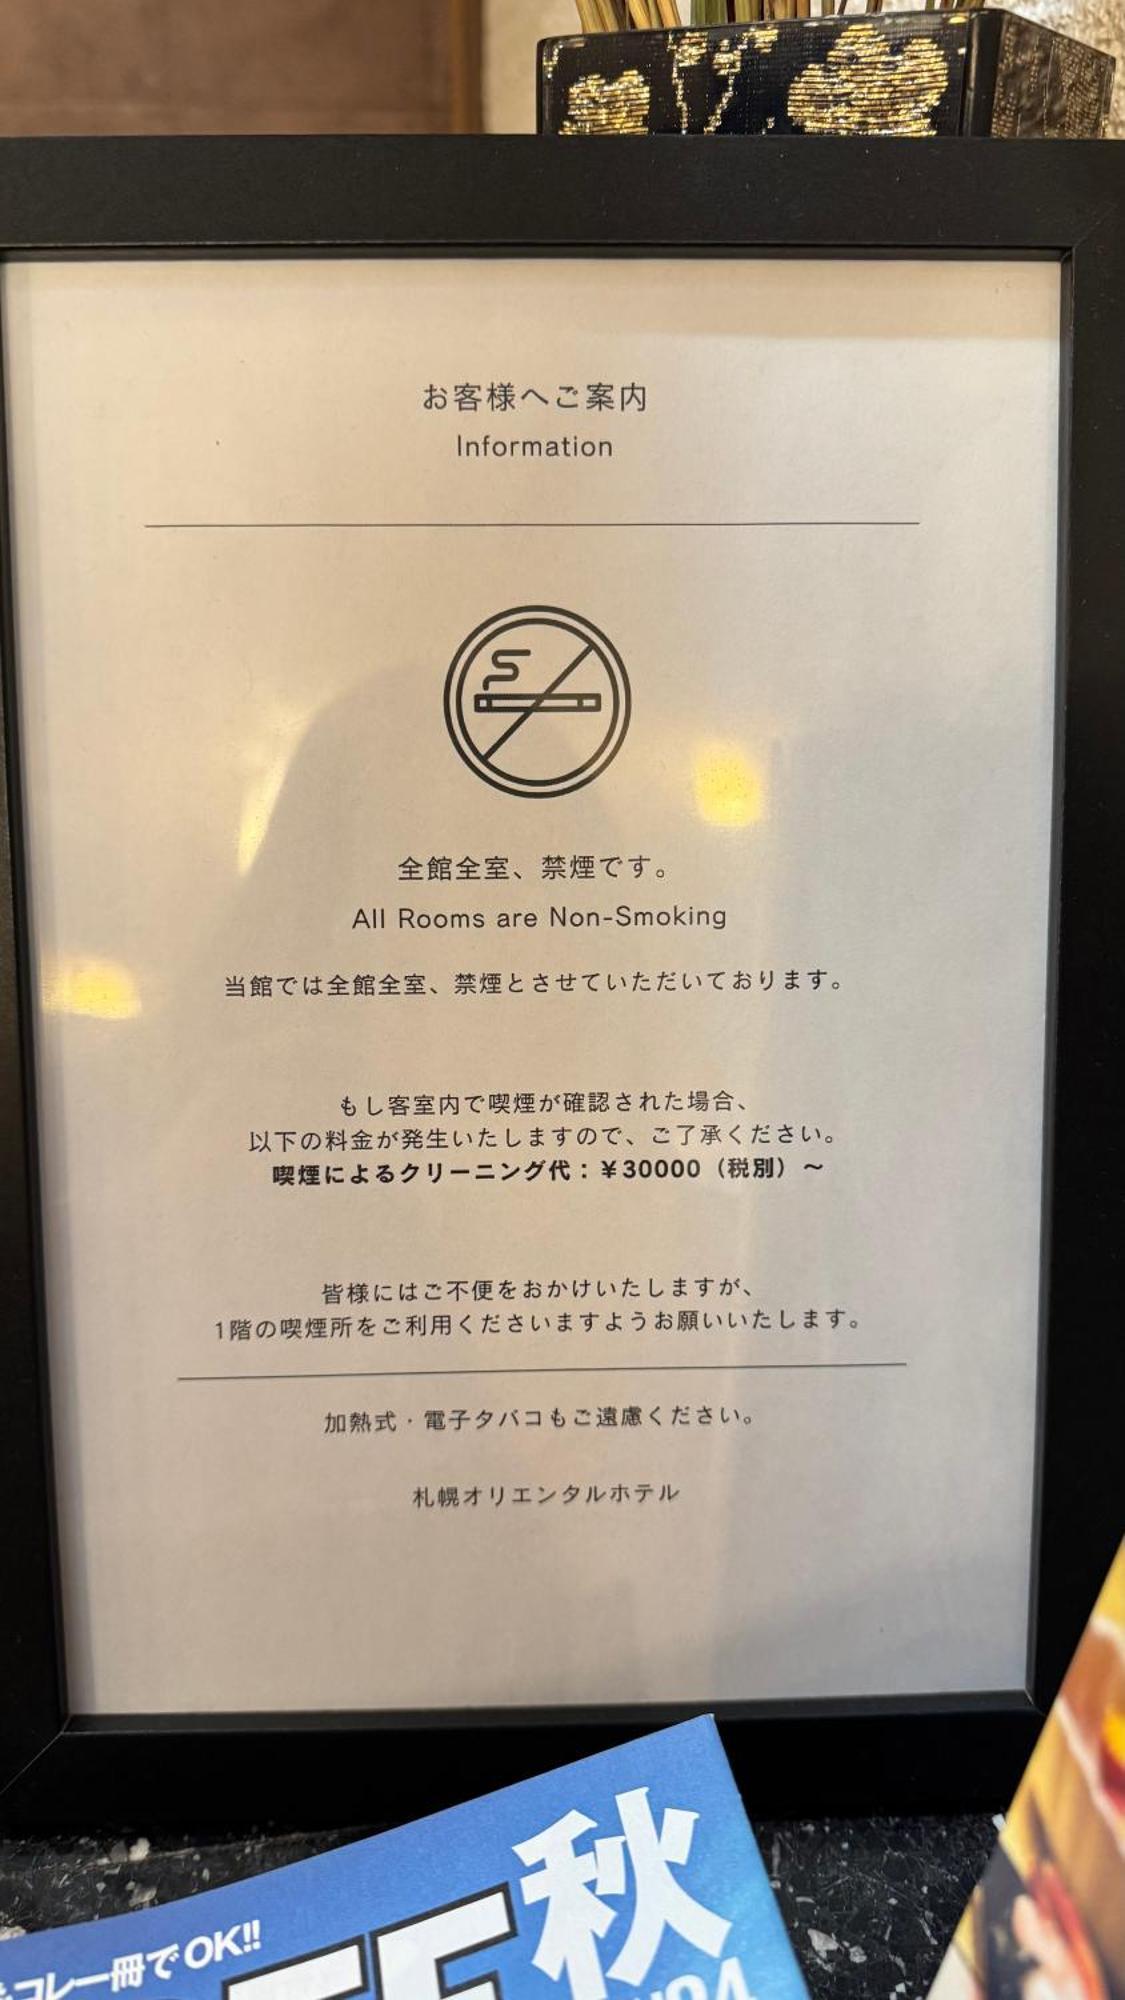 お客様へご案内
Information
全館全室、禁煙です。
All Rooms are Non-Smoking
当館では全館全室、禁煙とさせていただいております。
もし客室内で喫煙が確認された場合、
以下の料金が発生いたしますので、ご了承ください。
喫煙によるクリーニング代：￥30000（税別）～
皆様にはご不便をおかけいたしますが、
1階の喫煙所をご利用くださいますようお願いいたします。
加熱式・電子タバコもご遠慮ください。
札幌オリエンタルホテル
秋
コレ一冊でOK!!